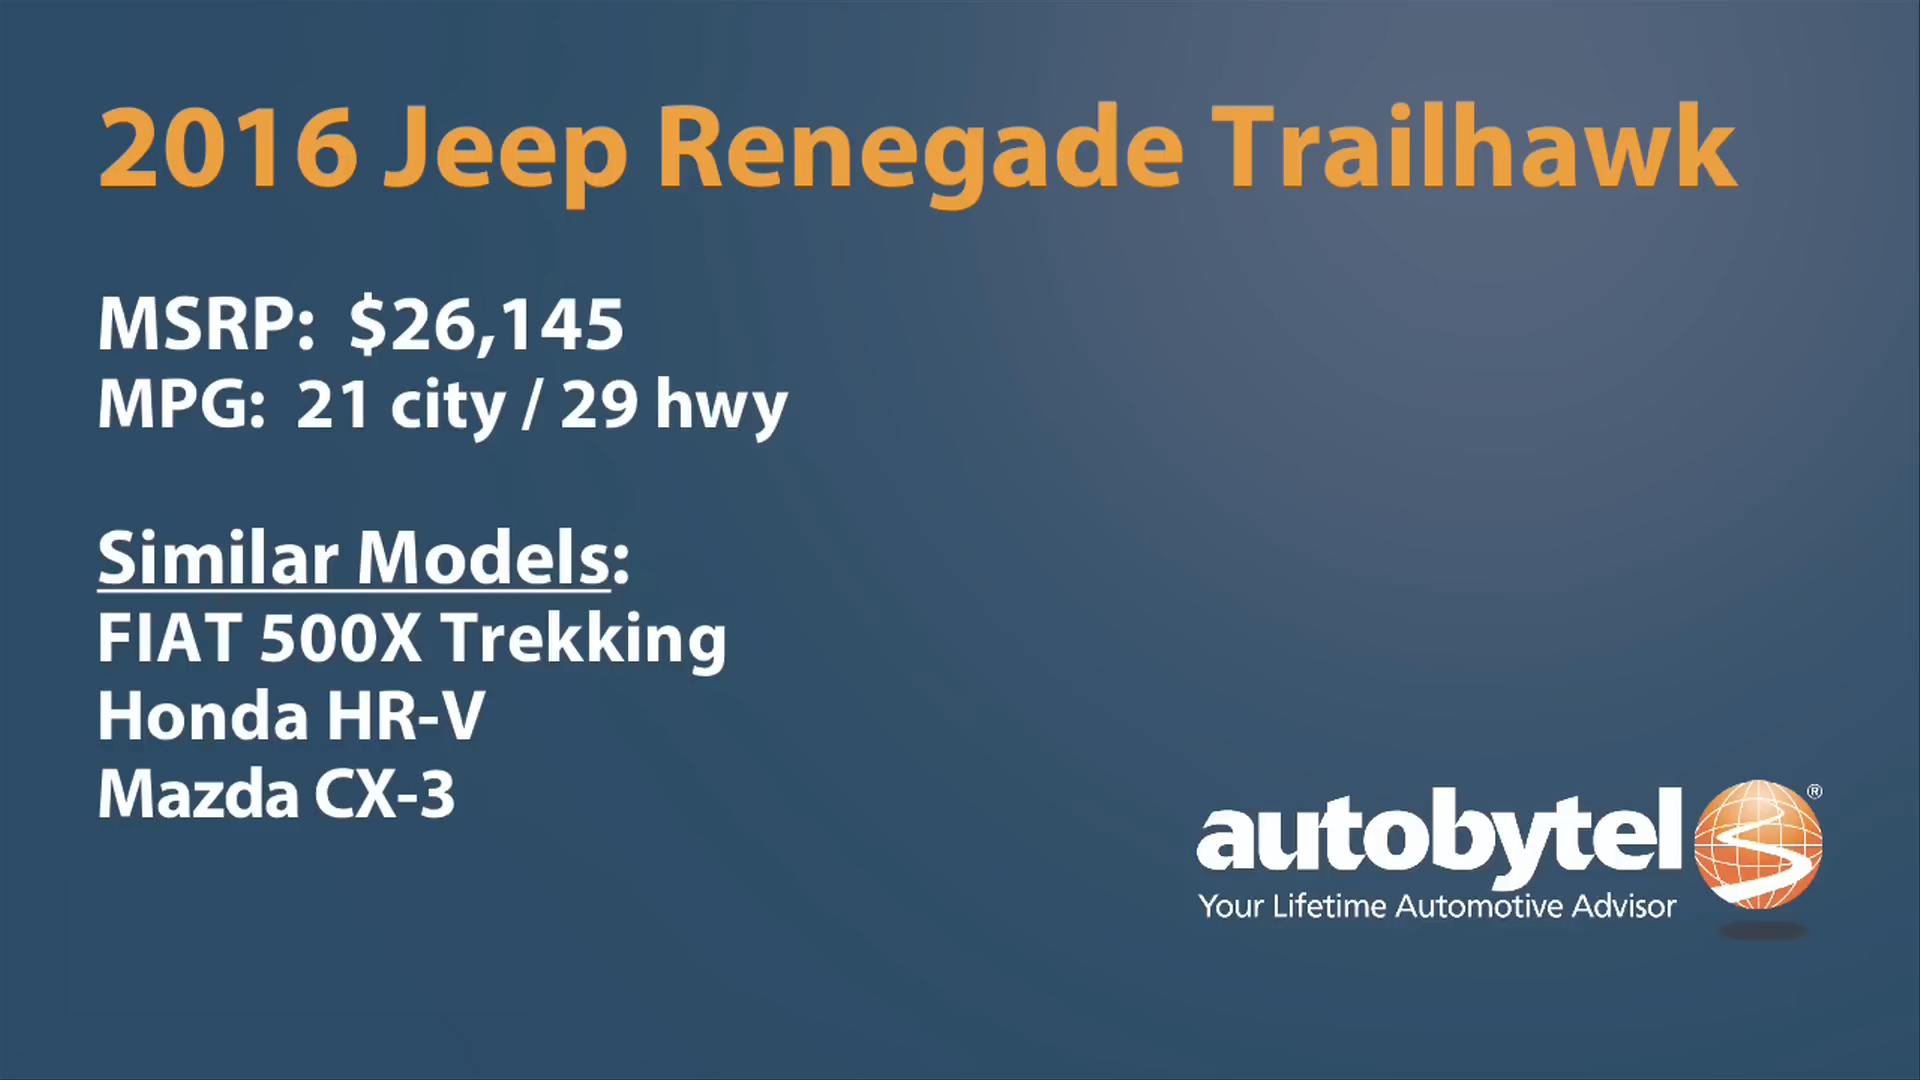 2016 Jeep Renegade Trailhawk
MSRP: $26,145
MPG: 21 city / 29 hwy
Similar Models:
FIAT 500X Trekking
Honda HR-V
Mazda CX-3
autobytel®
Your Lifetime Automotive Advisor